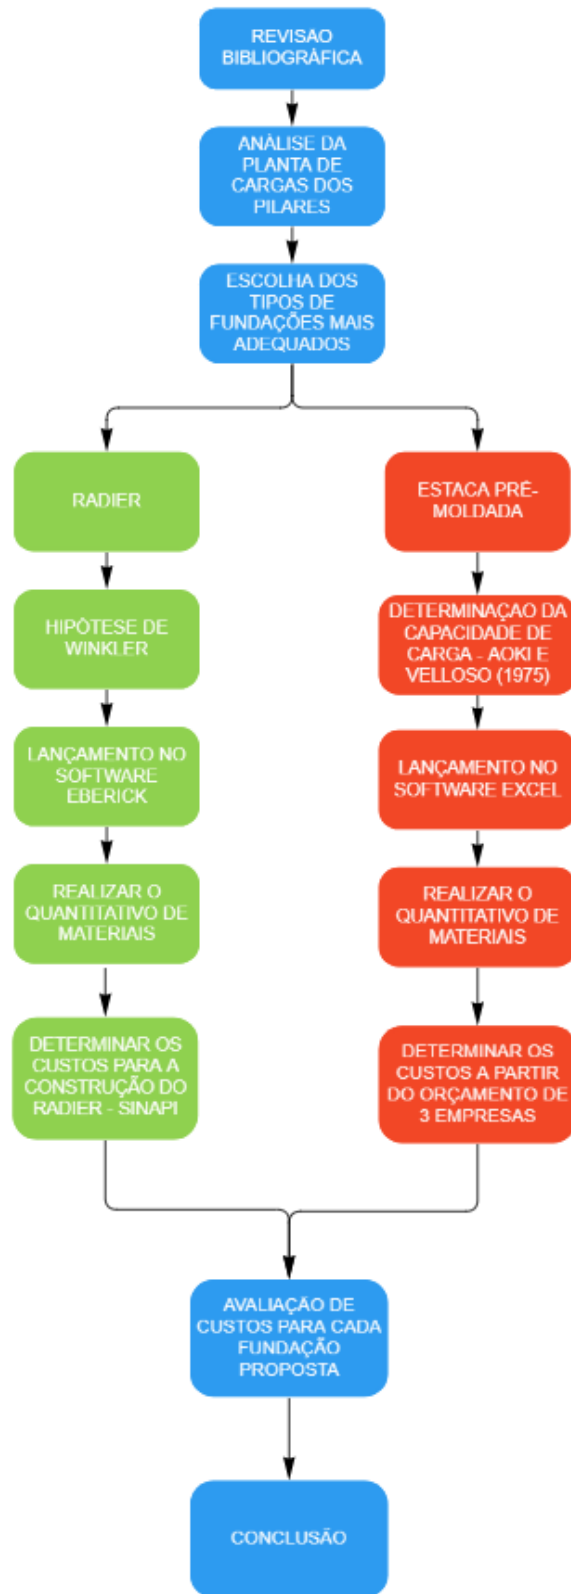 REVISÃO
BIBLIOGRÁFICA
ANÁLISE DA
PLANTA DE
CARGAS DOS
PILARES
ESCOLHA DOS
TIPOS DE
FUNDAÇÕES MAIS
ADEQUADOS
RADIER
HIPÓTESE DE
WINKLER
LANÇAMENTO NO
SOFTWARE
EBERICK
REALIZAR O
QUANTITATIVO DE
MATERIAIS
DETERMINAR OS
CUSTOS PARA A
CONSTRUÇÃO DO
RADIER - SINAPI
ESTACA PRÉ-
MOLDADA
DETERMINAÇÃO DA
CAPACIDADE DE
CARGA - AOKI E
VELLOSO (1975)
LANÇAMENTO NO
SOFTWARE EXCEL
REALIZAR O
QUANTITATIVO DE
MATERIAIS
DETERMINAR OS
CUSTOS A PARTIR
DO ORÇAMENTO DE
3 EMPRESAS
AVALIAÇÃO DE
CUSTOS PARA CADA
FUNDAÇÃO
PROPOSTA
CONCLUSÃO